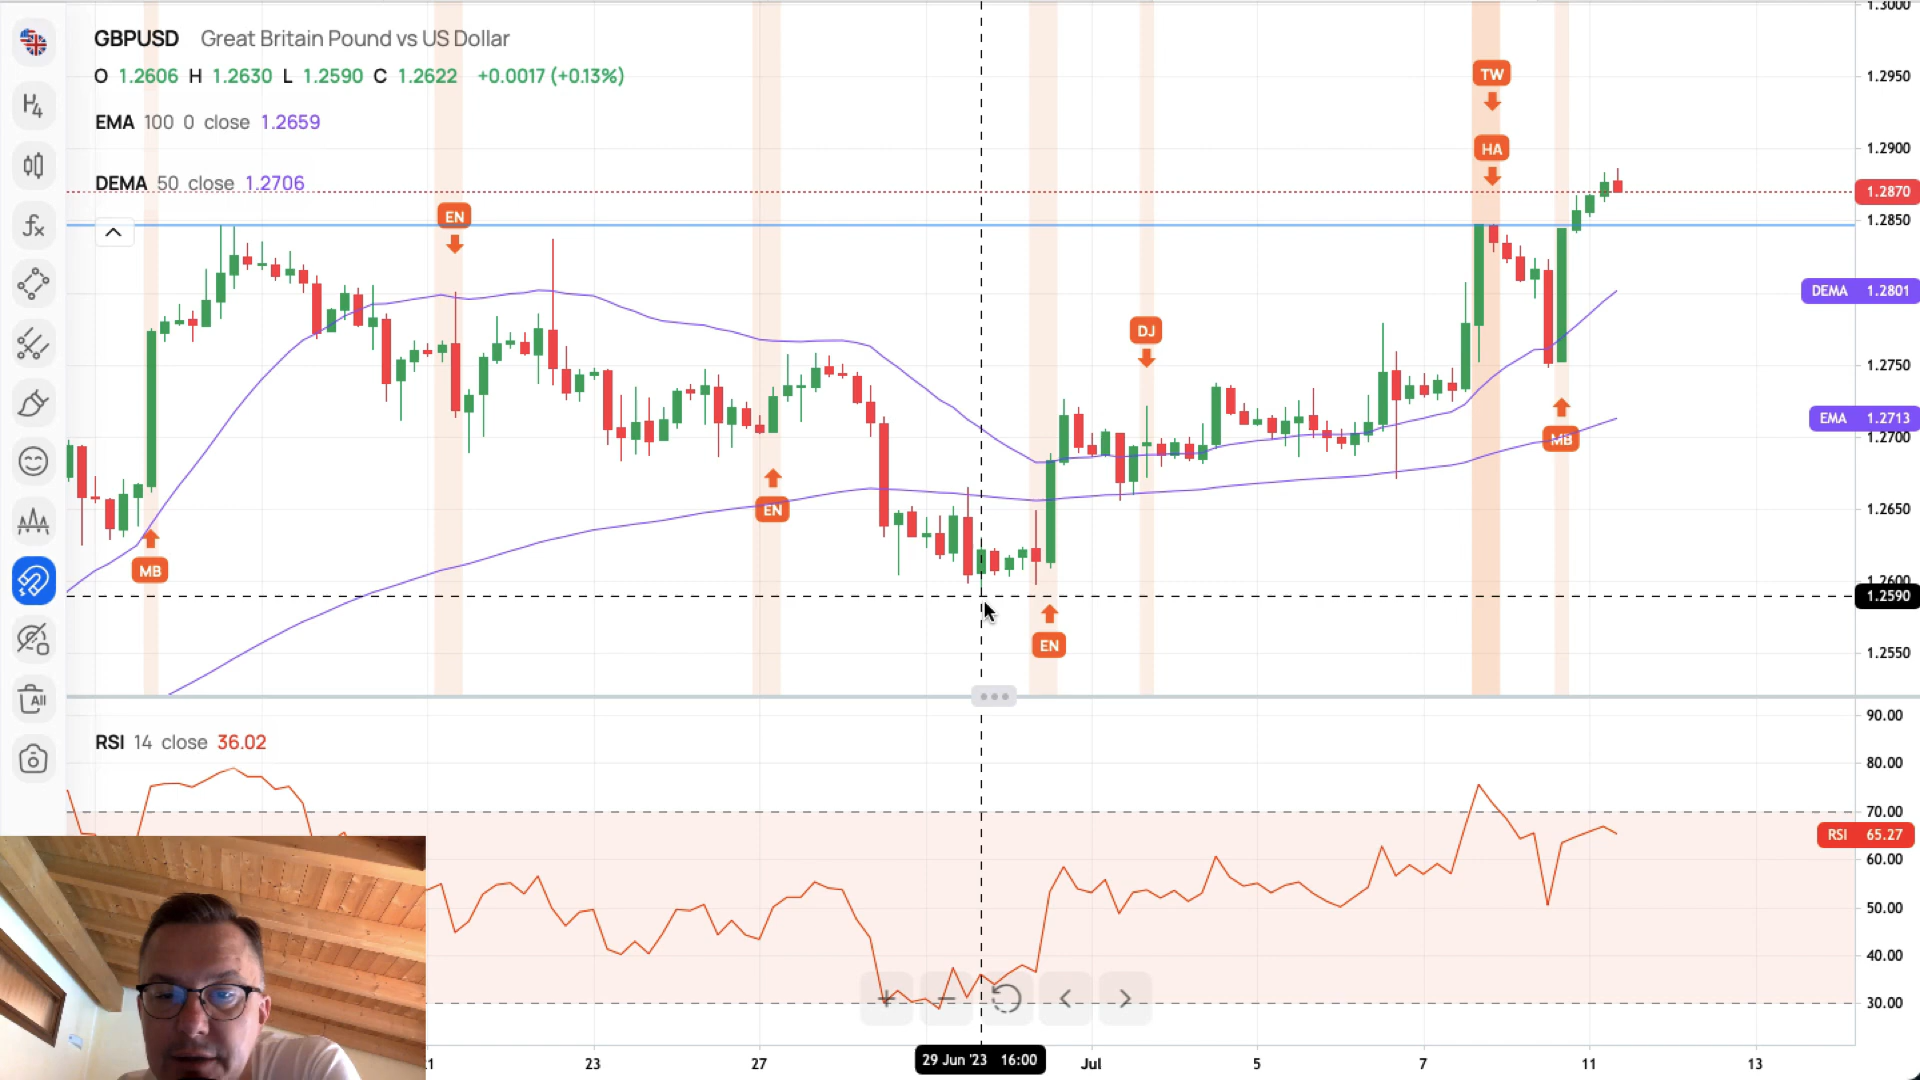 GBPUSD Great Britain Pound vs US Dollar
O 1.2606 H 1.2630 L 1.2590 C 1.2622 +0.0017 (+0.13%)
EMA 100 0 close 1.2659
DEMA 50 close 1.2706
H4
fx
All
MB
EN
EN
EN
DJ
TW
HA
MB
1.3000
1.2950
1.2900
1.2870
1.2850
DEMA 1.2801
1.2750
EMA 1.2713
1.2700
1.2650
1.2600
1.2590
1.2550
RSI 14 close 36.02
90.00
80.00
70.00
RSI 65.27
60.00
50.00
40.00
30.00
23
27
29 Jun '23 16:00
Jul
5
7
11
13